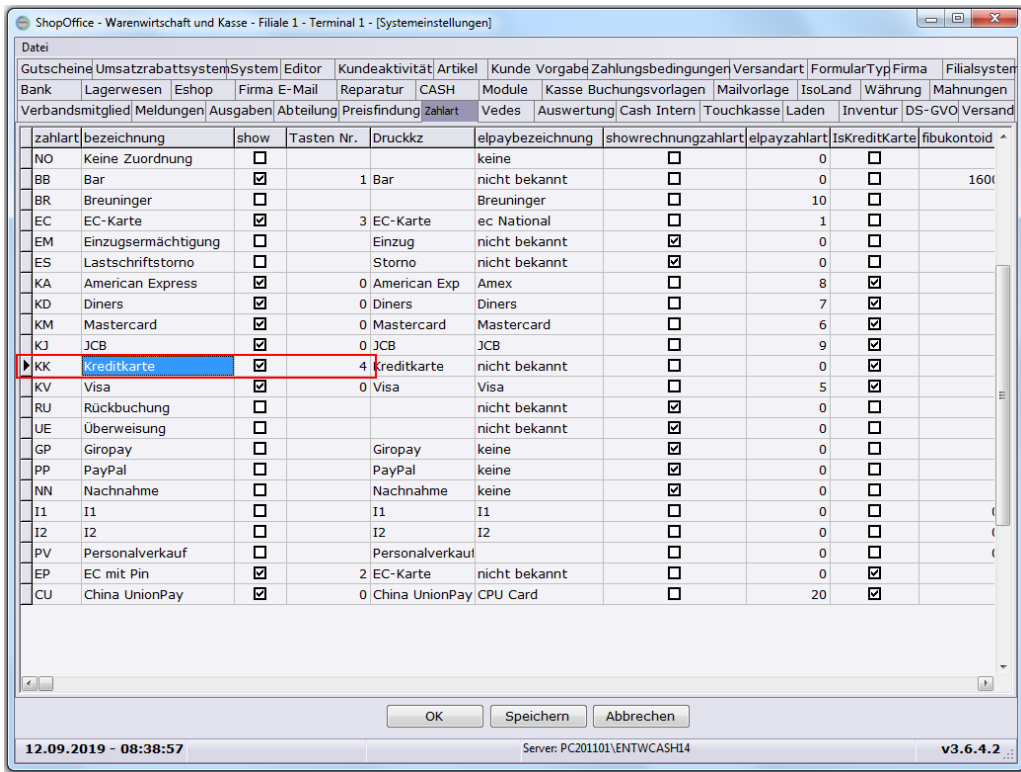 ShopOffice - Warenwirtschaft und Kasse - Filiale 1 - Terminal 1 - [Systemeinstellungen]
Datei
Gutscheine Umsatzrabattsystem System Editor Kundeaktivität Artikel Kunde Vorgabe Zahlungsbedingungen Versandart FormularTyp Firma Filialsystem
Bank Lagerwesen Eshop Firma E-Mail Reparatur CASH Module Kasse Buchungsvorlagen Mailvorlage IsoLand Währung Mahnungen
Verbandsmitglied Meldungen Ausgaben Abteilung Preisfindung Zahlart Vedes Auswertung Cash Intern Touchkasse Laden Inventur DS-GVO Versand
zahlart bezeichnung show Tasten Nr. Druckkz elpaybezeichnung showrechnungzahlart elpayzahlart IsKreditKarte fibukontoid
NO Keine Zuordnung keine 0
BB Bar 1 Bar nicht bekannt 0 1600
BR Breuninger Breuninger 10
EC EC-Karte 3 EC-Karte ec National 1
EM Einzugsermächtigung Einzug nicht bekannt 0
ES Lastschriftstorno Storno nicht bekannt 0
KA American Express 0 American Exp Amex 8
KD Diners 0 Diners Diners 7
KM Mastercard 0 Mastercard Mastercard 6
KJ JCB 0 JCB JCB 9
KK Kreditkarte 4 Kreditkarte nicht bekannt 0
KV Visa 0 Visa Visa 5
RU Rückbuchung nicht bekannt 0
UE Überweisung nicht bekannt 0
GP Giropay Giropay keine 0
PP PayPal PayPal keine 0
NN Nachnahme Nachnahme keine 0
I1 I1 I1 I1 0 0
I2 I2 I2 I2 0 0
PV Personalverkauf Personalverkauf 0 0
EP EC mit Pin 2 EC-Karte nicht bekannt 0
CU China UnionPay 0 China UnionPay CPU Card 20
OK Speichern Abbrechen
12.09.2019 - 08:38:57 Server: PC201101\ENTWCASH14 v3.6.4.2